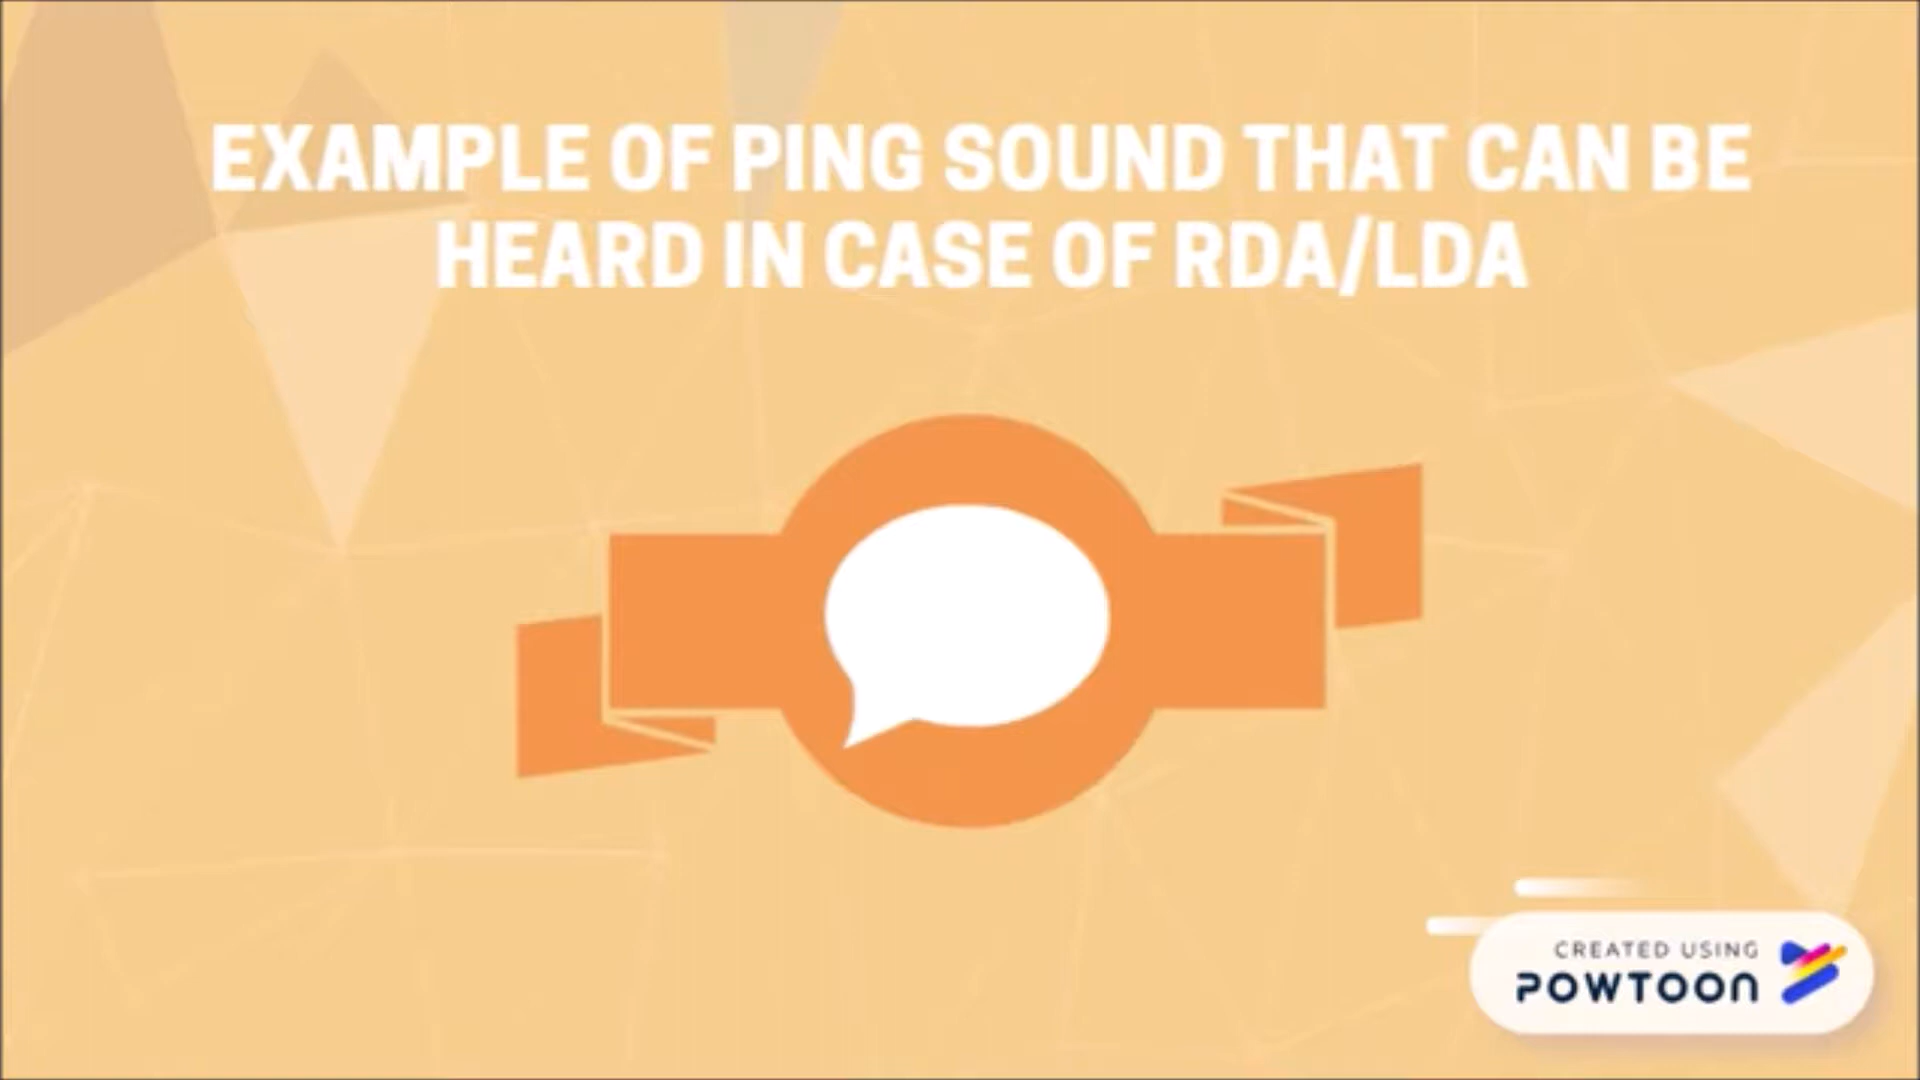 EXAMPLE OF PING SOUND THAT CAN BE
HEARD IN CASE OF RDA/LDA
CREATED USING
POWTOON